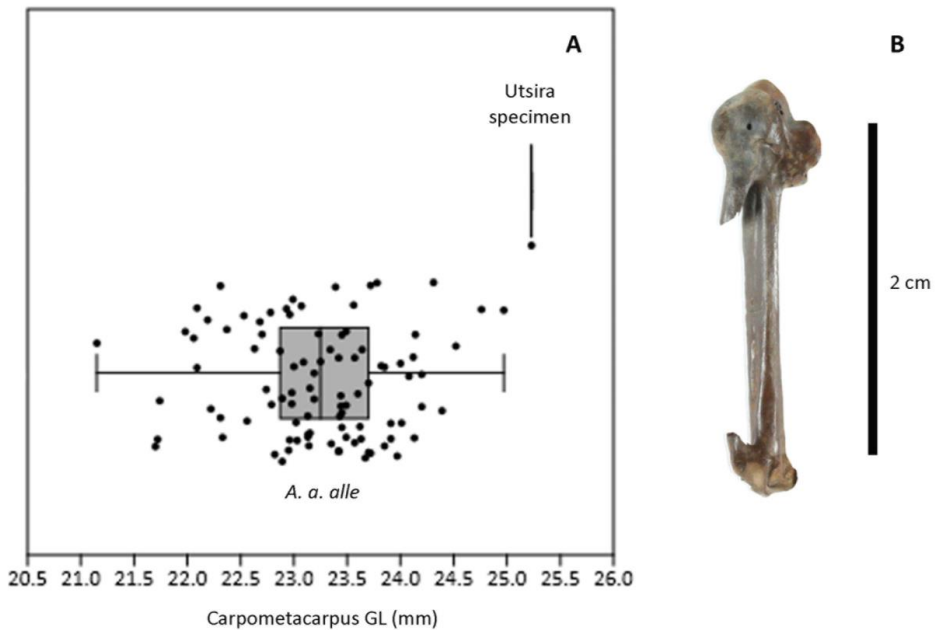 A
B
Utsira
specimen
2 cm
A. a. alle
20.5 21.0 21.5 22.0 22.5 23.0 23.5 24.0 24.5 25.0 25.5 26.0
Carpometacarpus GL (mm)